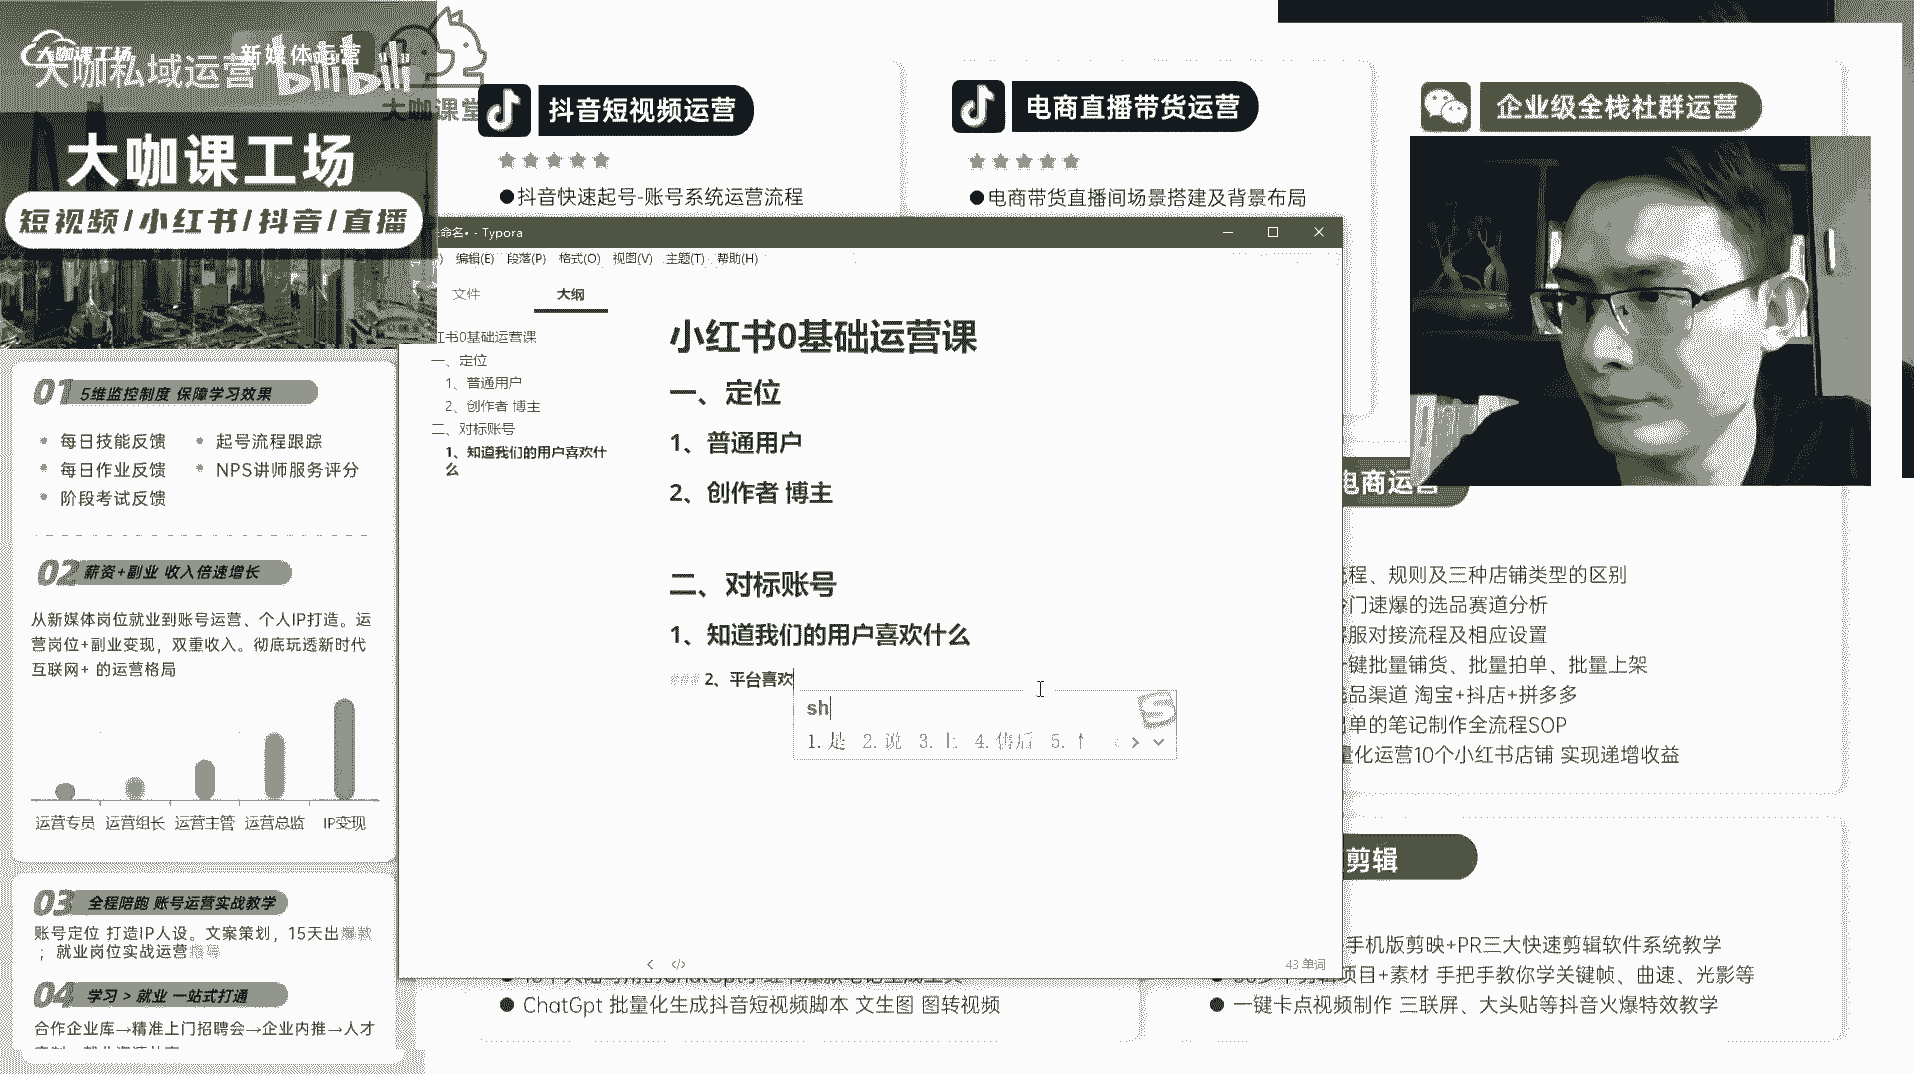 大咖课工场
新媒体运营
大咖私域运营
bilibili
大咖课堂
大咖课工场
短视频/小红书/抖音/直播
抖音短视频运营
●抖音快速起号-账号系统运营流程
电商直播带货运营
●电商带货直播间场景搭建及背景布局
企业级全栈社群运营
命名• - Typora
编辑(E) 段落(P) 格式(O) 视图(V) 主题(T) 帮助(H)
文件 大纲
红书0基础运营课
一、定位
1、普通用户
2、创作者 博主
二、对标账号
1、知道我们的用户喜欢什
么
小红书0基础运营课
一、定位
1、普通用户
2、创作者 博主
二、对标账号
1、知道我们的用户喜欢什么
### 2、平台喜欢
sh
1.是 2.说 3.上 4.售后 5.↑
43 单词
01 5维监控制度 保障学习效果
每日技能反馈
起号流程跟踪
每日作业反馈
NPS讲师服务评分
阶段考试反馈
02 薪资+副业 收入倍速增长
从新媒体岗位就业到账号运营、个人IP打造。运
营岗位+副业变现，双重收入。彻底玩透新时代
互联网+ 的运营格局
运营专员 运营组长 运营主管 运营总监 IP变现
03 全程陪跑 账号运营实战教学
账号定位 打造IP人设。文案策划，15天出爆款
；就业岗位实战运营指导
04 学习 > 就业 一站式打通
合作企业库→精准上门招聘会→企业内推→人才
电商运营
程、规则及三种店铺类型的区别
门速爆的选品赛道分析
服对接流程及相应设置
键批量铺货、批量拍单、批量上架
品渠道 淘宝+抖店+拼多多
单的笔记制作全流程SOP
量化运营10个小红书店铺 实现递增收益
剪辑
手机版剪映+PR三大快速剪辑软件系统教学
项目+素材 手把手教你学关键帧、曲速、光影等
● 一键卡点视频制作 三联屏、大头贴等抖音火爆特效教学
● ChatGpt 批量化生成抖音短视频脚本 文生图 图转视频